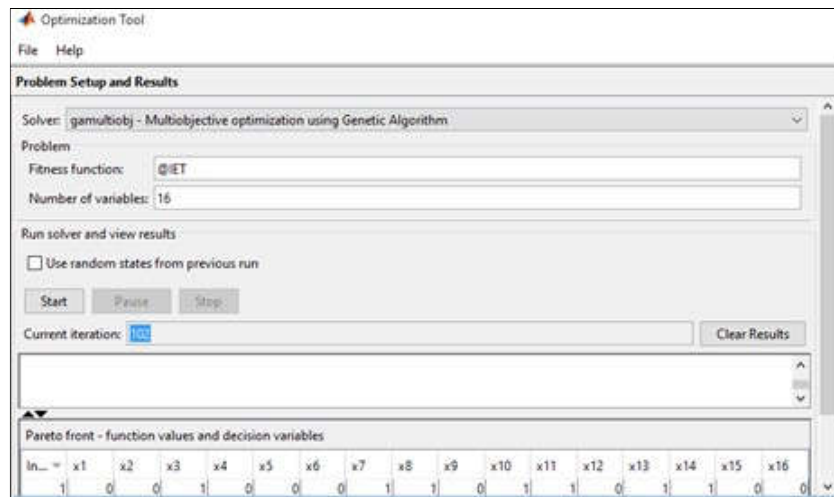 Optimization Tool
File Help
Problem Setup and Results
Solver: gamultiobj - Multiobjective optimization using Genetic Algorithm
Problem
Fitness function: @IET
Number of variables: 16
Run solver and view results
Use random states from previous run
Start Pause Stop
Current iteration: 102 Clear Results
Pareto front - function values and decision variables
In... x1 x2 x3 x4 x5 x6 x7 x8 x9 x10 x11 x12 x13 x14 x15 x16
1 0 0 1 0 0 0 1 1 0 1 0 0 1 1 0 0